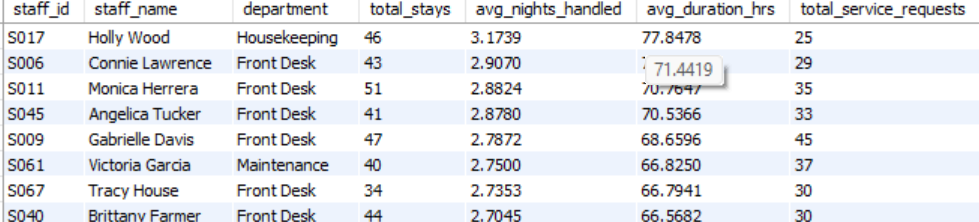 staff_id staff_name department total_stays avg_nights_handled avg_duration_hrs total_service_requests
S017 Holly Wood Housekeeping 46 3.1739 77.8478 25
S006 Connie Lawrence Front Desk 43 2.9070 71.4419 29
S011 Monica Herrera Front Desk 51 2.8824 70.7647 35
S045 Angelica Tucker Front Desk 41 2.8780 70.5366 33
S009 Gabrielle Davis Front Desk 47 2.7872 68.6596 45
S061 Victoria Garcia Maintenance 40 2.7500 66.8250 37
S067 Tracy House Front Desk 34 2.7353 66.7941 30
S040 Brittany Farmer Front Desk 44 2.7045 66.5682 30